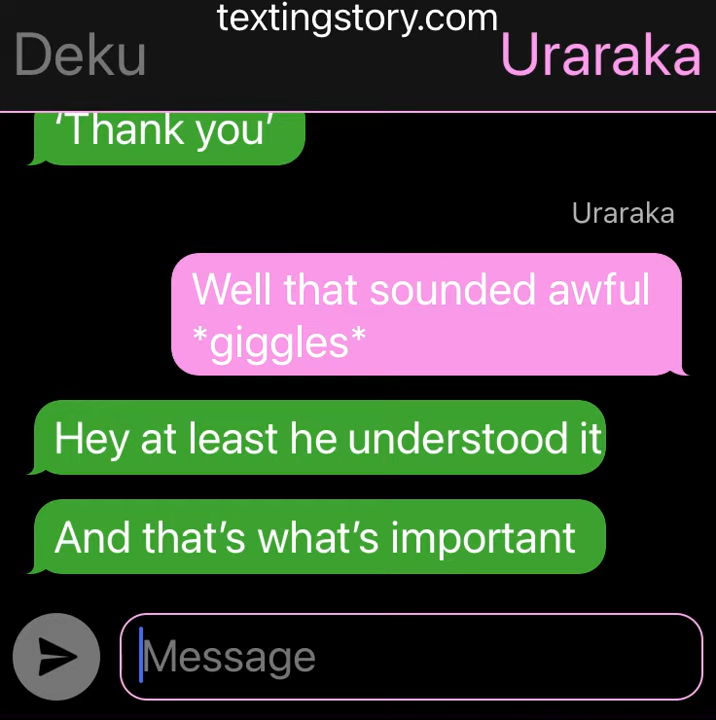 textingstory.com
Deku
Uraraka
‘Thank you’
Uraraka
Well that sounded awful
*giggles*
Hey at least he understood it
And that’s what’s important
Message